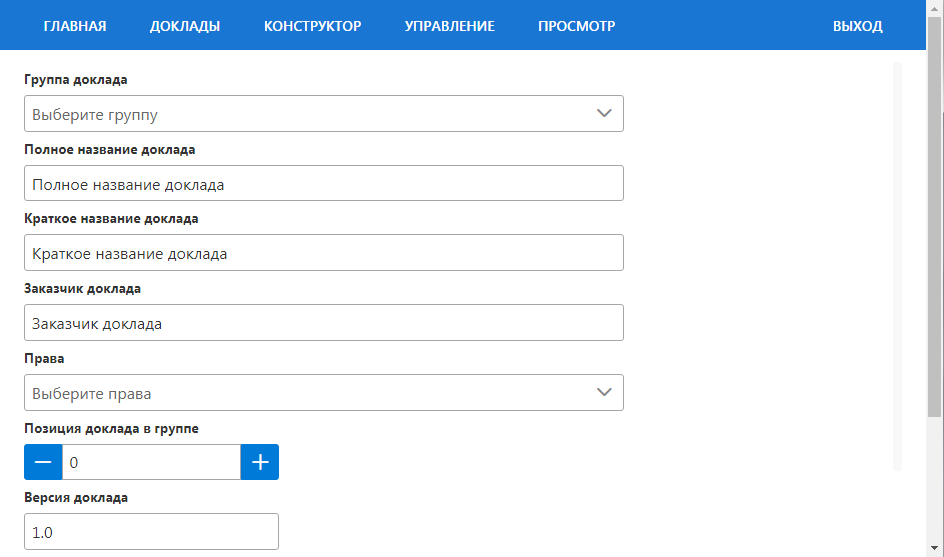 ГЛАВНАЯ ДОКЛАДЫ КОНСТРУКТОР УПРАВЛЕНИЕ ПРОСМОТР ВЫХОД
Группа доклада
Выберите группу
Полное название доклада
Полное название доклада
Краткое название доклада
Краткое название доклада
Заказчик доклада
Заказчик доклада
Права
Выберите права
Позиция доклада в группе
0
Версия доклада
1.0